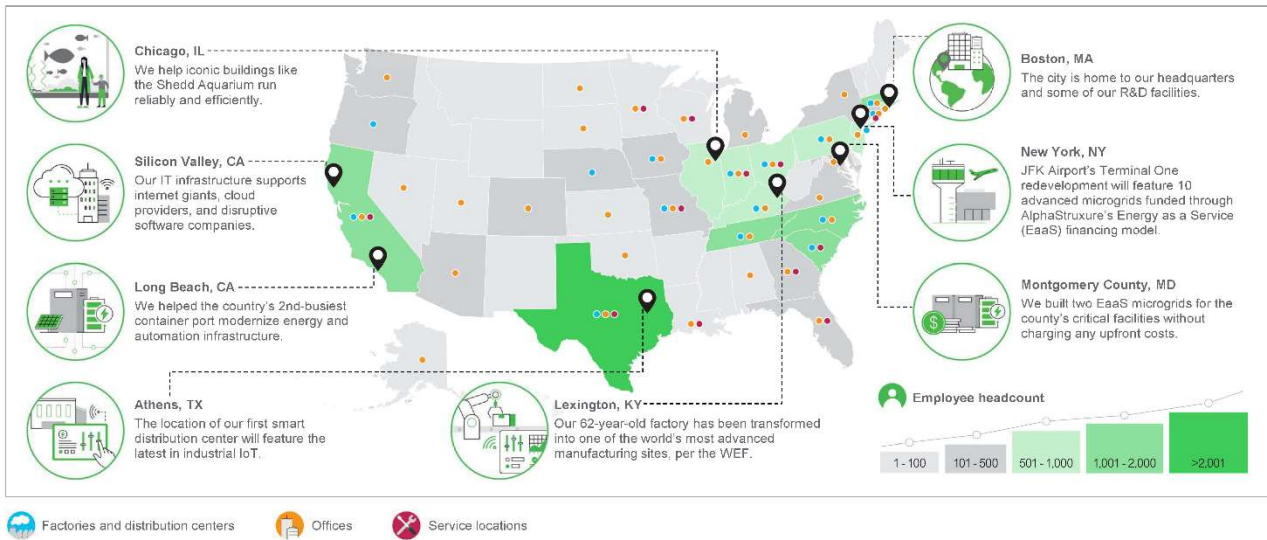 Chicago, IL
We help iconic buildings like
the Shedd Aquarium run
reliably and efficiently.
Silicon Valley, CA
Our IT infrastructure supports
internet giants, cloud
providers, and disruptive
software companies.
Long Beach, CA
We helped the country's 2nd-busiest
container port modernize energy and
automation infrastructure.
Athens, TX
The location of our first smart
distribution center will feature the
latest in industrial IoT.
Lexington, KY
Our 62-year-old factory has been transformed
into one of the world's most advanced
manufacturing sites, per the WEF.
Boston, MA
The city is home to our headquarters
and some of our R&D facilities.
New York, NY
JFK Airport's Terminal One
redevelopment will feature 10
advanced microgrids funded through
AlphaStruxure's Energy as a Service
(EaaS) financing model.
Montgomery County, MD
We built two EaaS microgrids for the
county's critical facilities without
charging any upfront costs.
$
Employee headcount
1 - 100
101 - 500
501 - 1,000
1,001 - 2,000
>2,001
Factories and distribution centers
Offices
Service locations